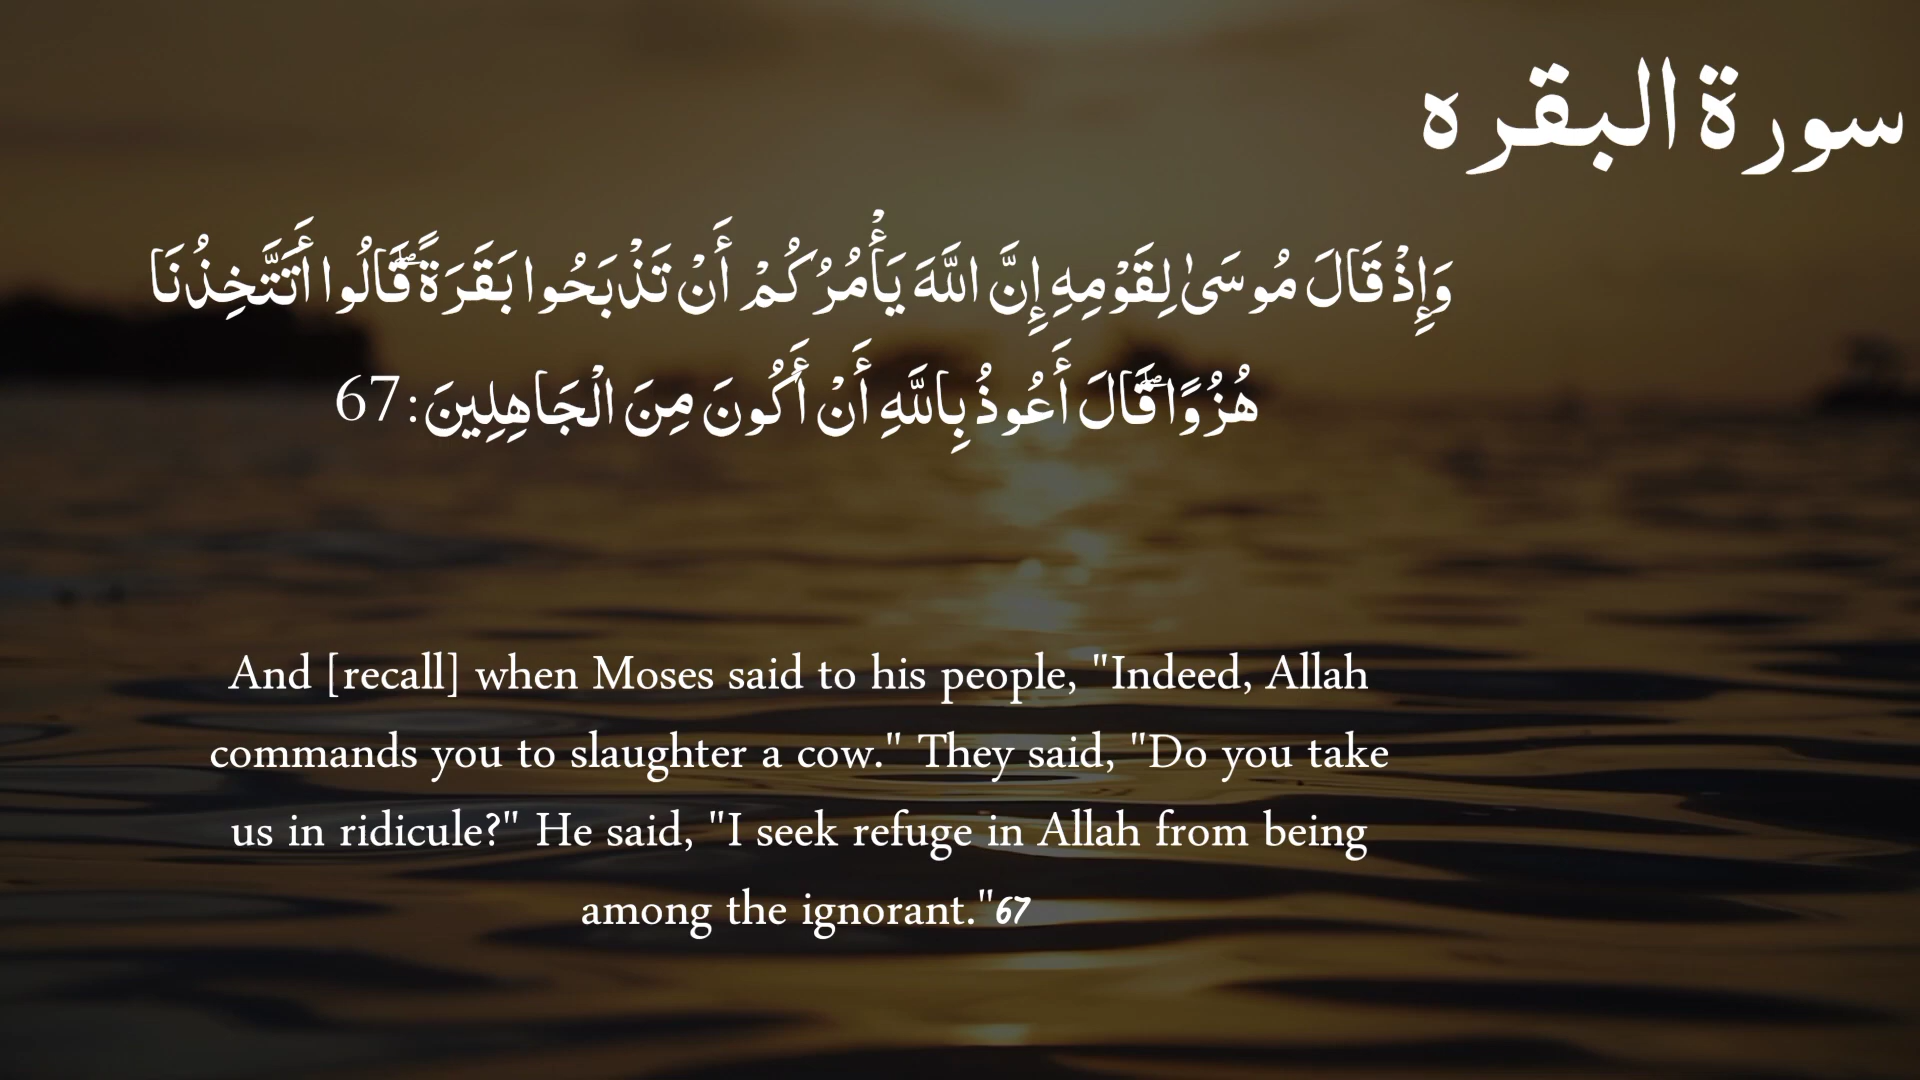 سورة البقره
وَإِذْ قَالَ مُوسَىٰ لِقَوْمِهِ إِنَّ اللَّهَ يَأْمُرُكُمْ أَنْ تَذْبَحُوا بَقَرَةً ۖ قَالُوا أَتَتَّخِذُنَا
هُزُوًا ۖ قَالَ أَعُوذُ بِاللَّهِ أَنْ أَكُونَ مِنَ الْجَاهِلِينَ:67
And [recall] when Moses said to his people, "Indeed, Allah
commands you to slaughter a cow." They said, "Do you take
us in ridicule?" He said, "I seek refuge in Allah from being
among the ignorant."67